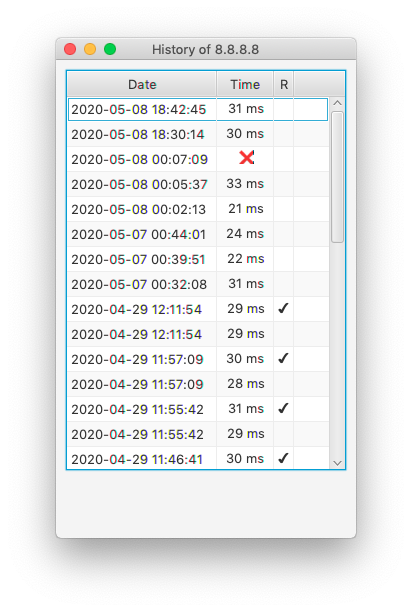 History of 8.8.8.8
Date Time R
2020-05-08 18:42:45 31 ms
2020-05-08 18:30:14 30 ms
2020-05-08 00:07:09 ❌
2020-05-08 00:05:37 33 ms
2020-05-08 00:02:13 21 ms
2020-05-07 00:44:01 24 ms
2020-05-07 00:39:51 22 ms
2020-05-07 00:32:08 31 ms
2020-04-29 12:11:54 29 ms ✔
2020-04-29 12:11:54 29 ms
2020-04-29 11:57:09 30 ms ✔
2020-04-29 11:57:09 28 ms
2020-04-29 11:55:42 31 ms ✔
2020-04-29 11:55:42 29 ms
2020-04-29 11:46:41 30 ms ✔